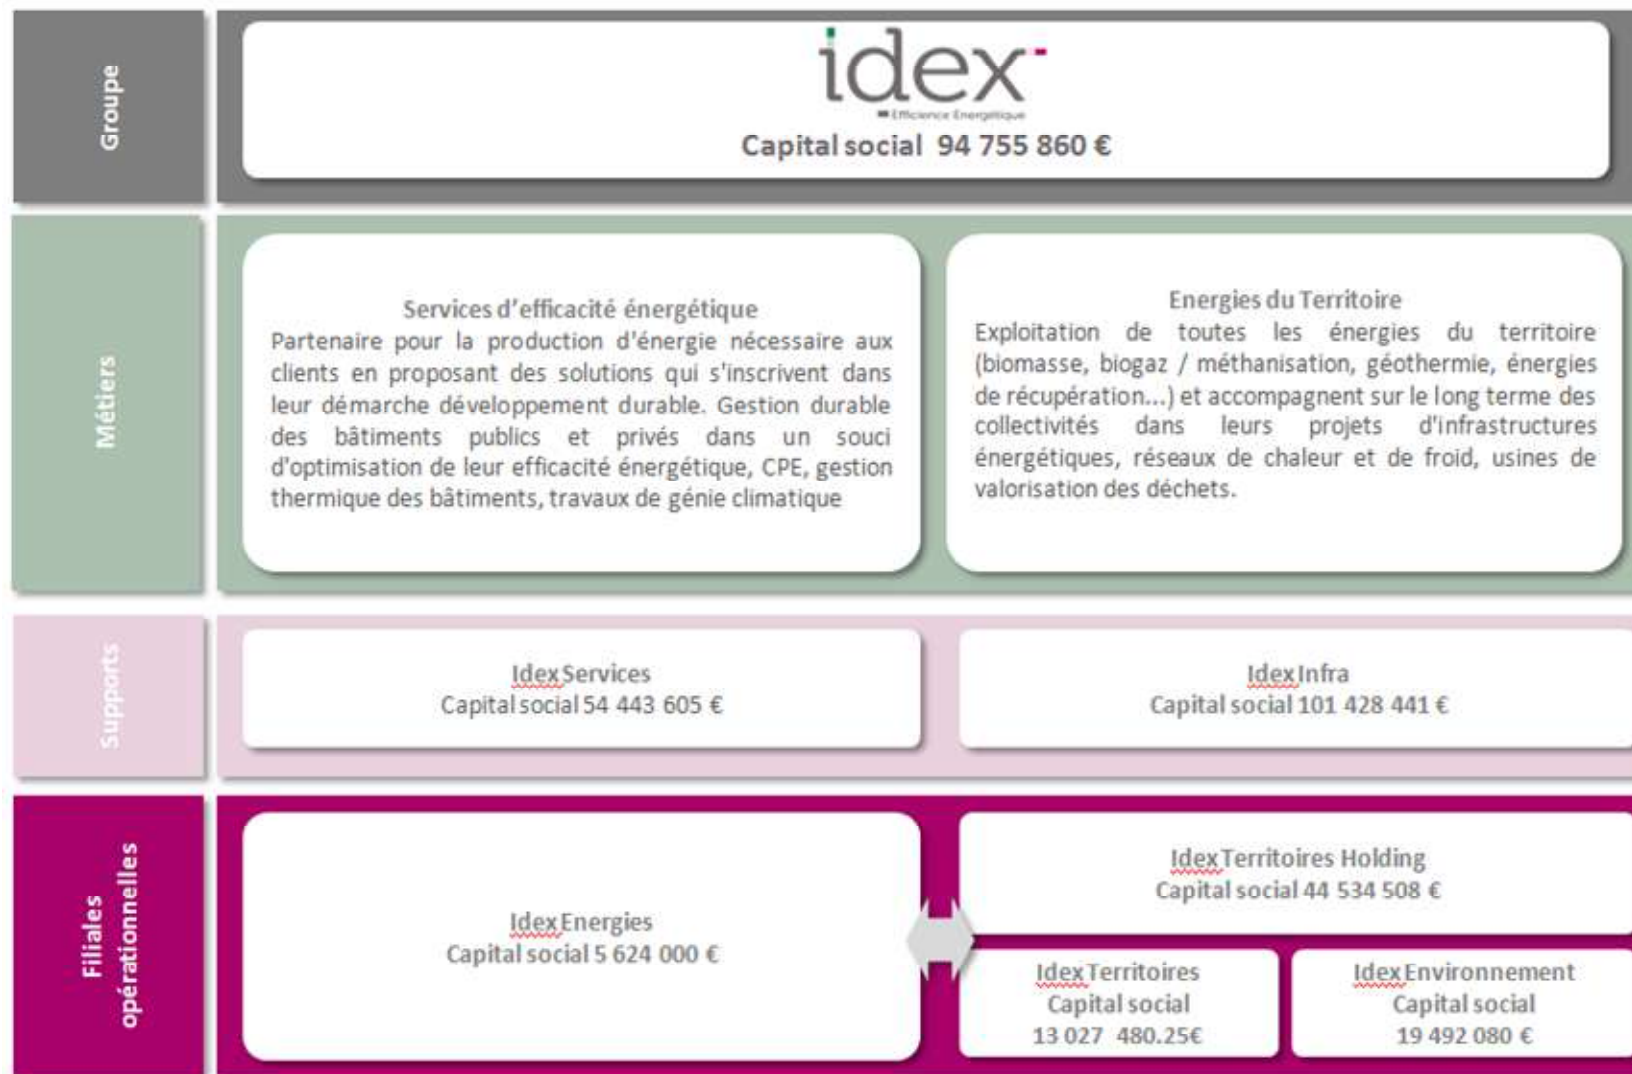 Groupe
idex
Efficience Energétique
Capital social 94 755 860 €
Métiers
Services d'efficacité énergétique
Partenaire pour la production d'énergie nécessaire aux
clients en proposant des solutions qui s'inscrivent dans
leur démarche développement durable. Gestion durable
des bâtiments publics et privés dans un souci
d'optimisation de leur efficacité énergétique, CPE, gestion
thermique des bâtiments, travaux de génie climatique
Energies du Territoire
Exploitation de toutes les énergies du territoire
(biomasse, biogaz / méthanisation, géothermie, énergies
de récupération...) et accompagnent sur le long terme des
collectivités dans leurs projets d'infrastructures
énergétiques, réseaux de chaleur et de froid, usines de
valorisation des déchets.
Supports
Idex Services
Capital social 54 443 605 €
Idex Infra
Capital social 101 428 441 €
Filiales
opérationnelles
Idex Energies
Capital social 5 624 000 €
Idex Territoires Holding
Capital social 44 534 508 €
Idex Territoires
Capital social
13 027 480.25€
Idex Environnement
Capital social
19 492 080 €